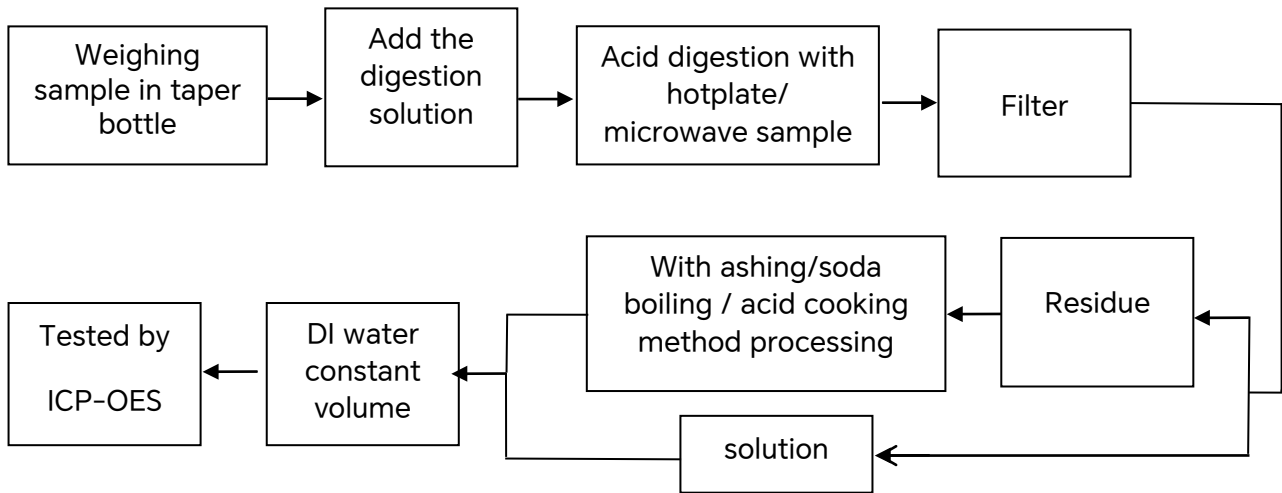 Weighing
sample in taper
bottle
Add the
digestion
solution
Acid digestion with
hotplate/
microwave sample
Filter
Residue
With ashing/soda
boiling / acid cooking
method processing
solution
DI water
constant
volume
Tested by
ICP-OES